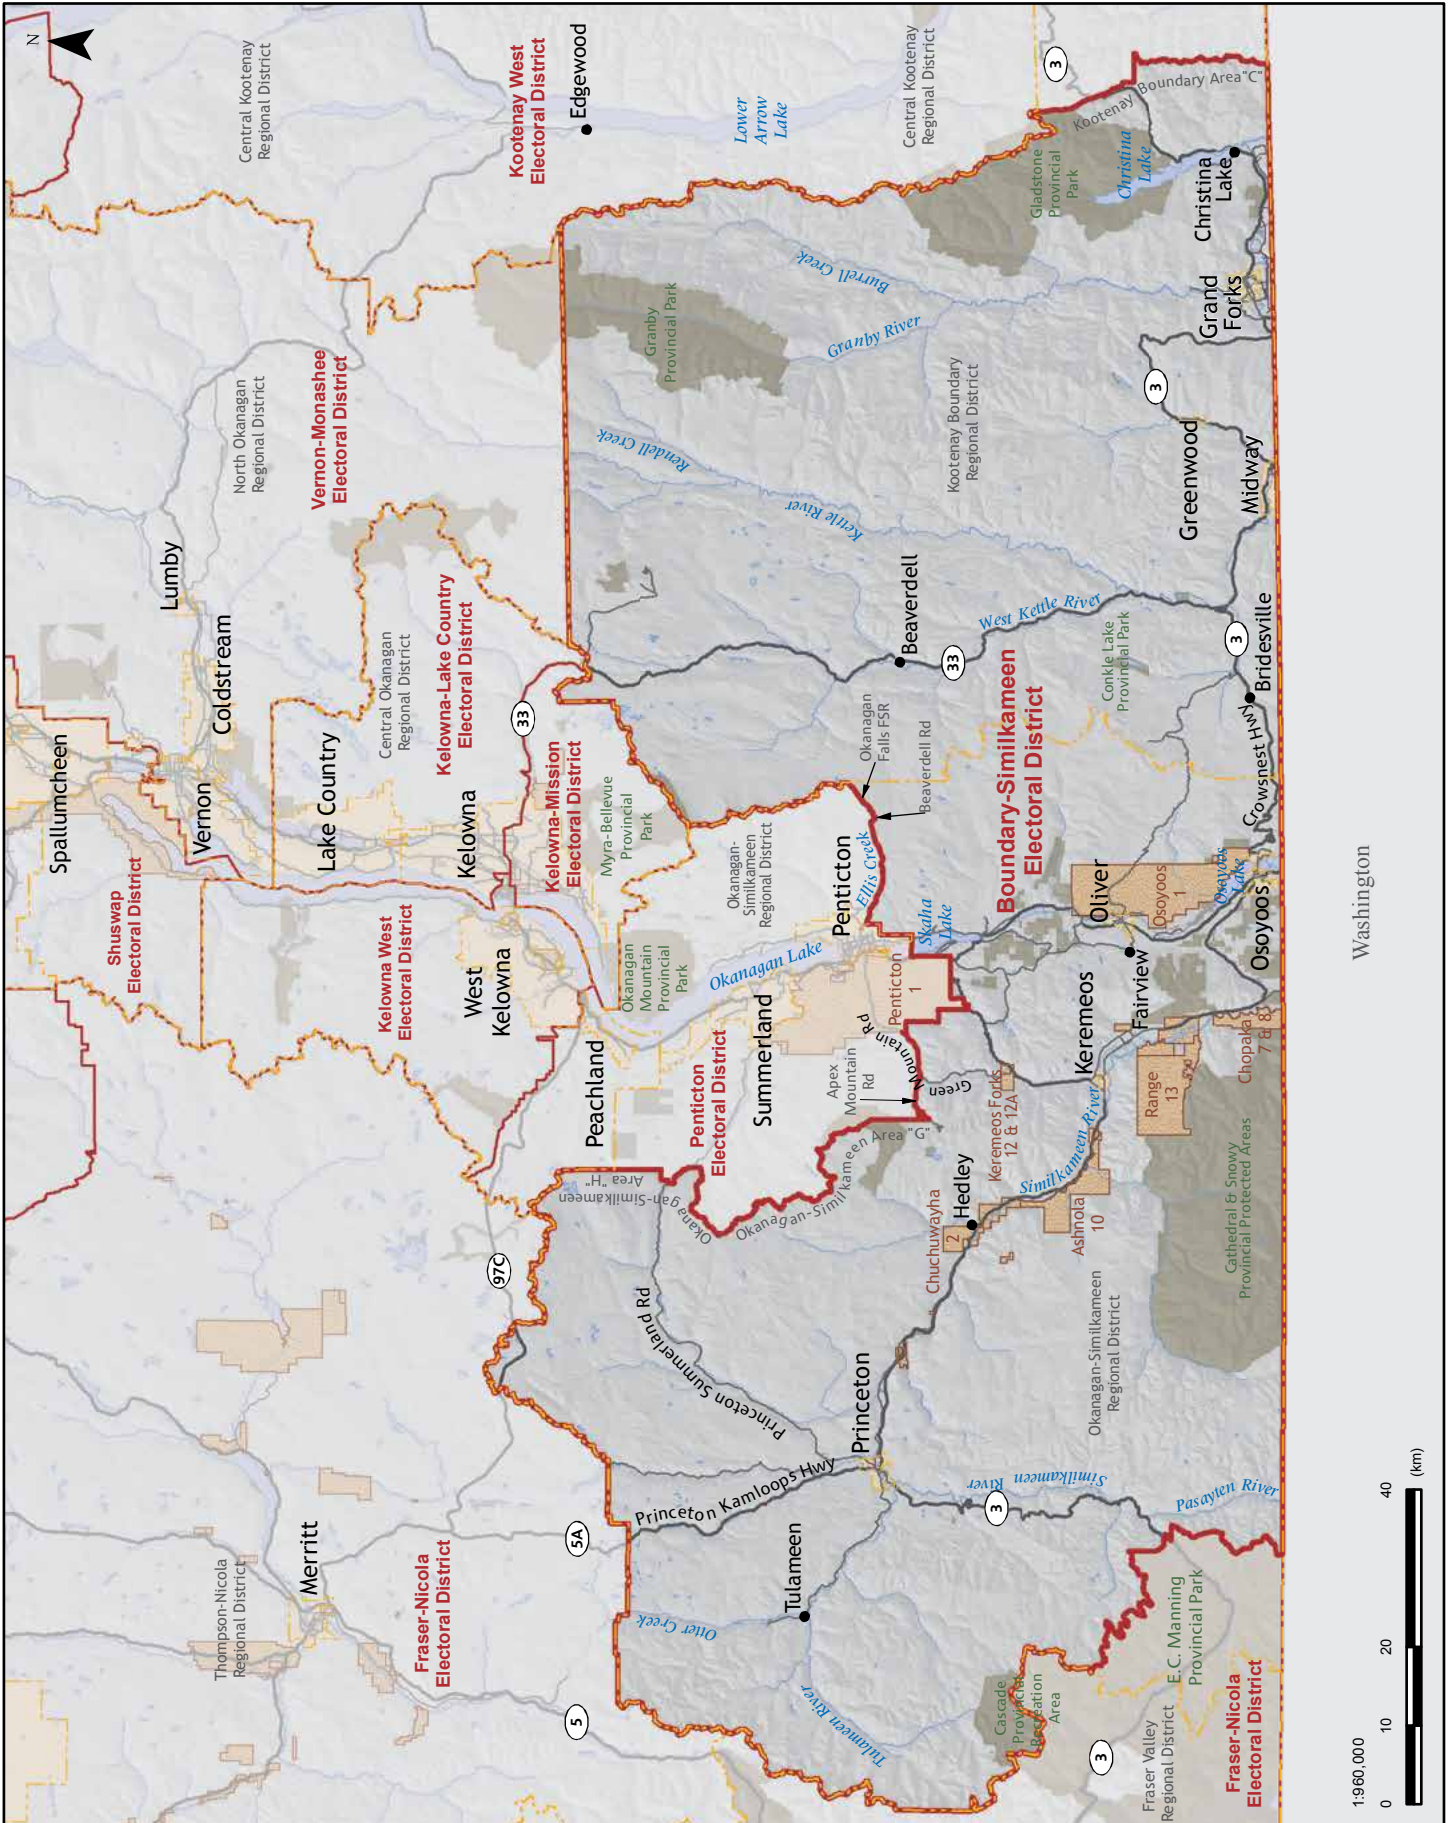 N
Central Kootenay
Regional District
Kootenay West
Electoral District
Edgewood
Lower
Arrow
Lake
Central Kootenay
Regional District
3
Kootenay Boundary Area "C"
Gladstone
Provincial
Park
Christina
Lake
Christina
Lake
Burrell Creek
Granby
Provincial Park
Granby River
Grand
Forks
North Okanagan
Regional District
Vernon-Monashee
Electoral District
Rendell Creek
Kettle River
Kootenay Boundary
Regional District
3
Greenwood
Midway
Lumby
Coldstream
Spallumcheen
Vernon
Lake Country
Central Okanagan
Regional District
Kelowna-Lake Country
Electoral District
Kelowna
33
Kelowna-Mission
Electoral District
Myra-Bellevue
Provincial
Park
Beaverdell
33
West Kettle River
Conkle Lake
Provincial Park
3
Bridesville
Crowsnest Hwy
Okanagan
Falls FSR
Beaverdell Rd
Boundary-Similkameen
Electoral District
Okanagan-
Similkameen
Regional District
Penticton
Ellis Creek
Skaha
Lake
Oliver
Osoyoos
1
Osoyoos
Lake
Osoyoos
Shuswap
Electoral District
Kelowna West
Electoral District
West
Kelowna
Okanagan
Mountain
Provincial
Park
Okanagan Lake
Peachland
Penticton
Electoral District
Summerland
Penticton
1
Apex
Mountain
Rd
Green Mountain Rd
Keremeos
Fairview
Keremeos Forks
12 & 12A
Range
13
Chopaka
7 & 8
Similkameen River
Ashnola
10
Cathedral & Snowy
Provincial Protected Areas
Okanagan-Similkameen
Area "H"
Okanagan-Similkameen Area "G"
Hedley
Chuchuwayha
2
97C
Princeton Summerland Rd
Princeton
Okanagan-Similkameen
Regional District
Princeton Kamloops Hwy
5A
Similkameen
River
3
Pasayten River
Merritt
Thompson-Nicola
Regional District
Fraser-Nicola
Electoral District
5
Otter Creek
Tulameen
Tulameen River
Cascade
Provincial
Recreation
Area
E.C. Manning
Provincial Park
3
Fraser Valley
Regional District
Fraser-Nicola
Electoral District
Washington
1:960,000
0 10 20 40
(km)